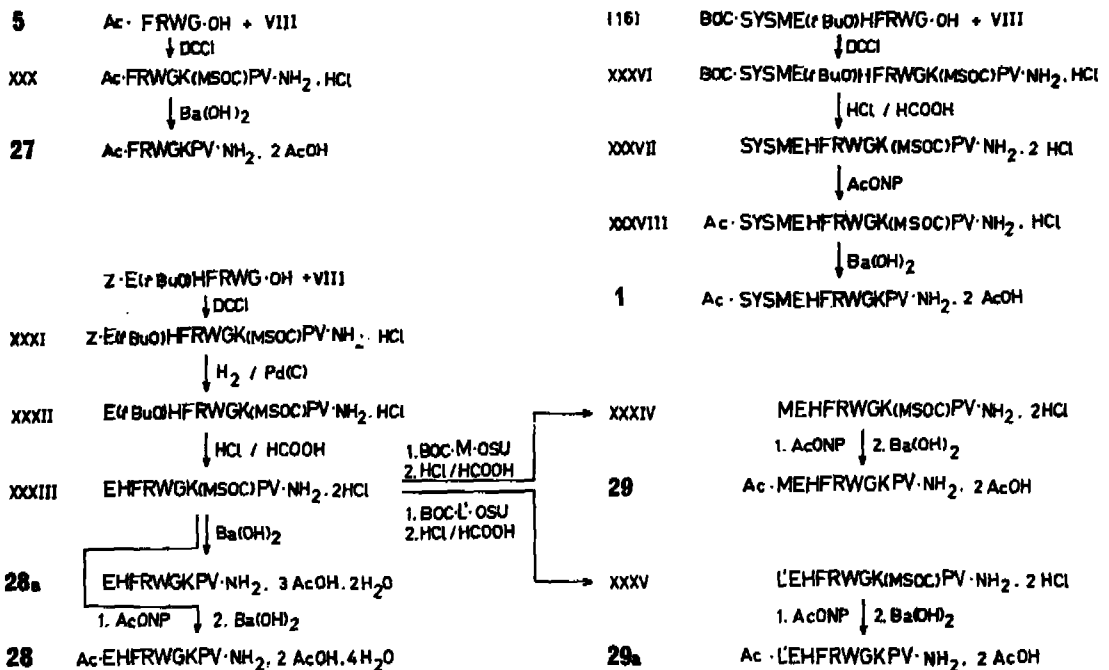 5 Ac· FRWG·OH + VIII
↓DCCI
XXX Ac·FRWGK(MSOC)PV·NH2.HCl
↓Ba(OH)2
27 Ac·FRWGKPV·NH2. 2 AcOH
Z·E(tBuO)HFRWG·OH +VIII
↓DCCI
XXXI Z·E(tBuO)HFRWGK(MSOC)PV·NH2. HCl
↓H2 / Pd(C)
XXXII E(tBuO)HFRWGK(MSOC)PV·NH2.HCl
↓HCl / HCOOH
XXXIII EHFRWGK(MSOC)PV·NH2.2HCl
↓Ba(OH)2
28a EHFRWGKPV·NH2. 3 AcOH.2H2O
1. AcONP ↓ 2. Ba(OH)2
28 Ac·EHFRWGKPV·NH2. 2 AcOH.4H2O
1.BOC·M·OSU
2.HCl/HCOOH
1.BOC·L'·OSU
2.HCl/HCOOH
[16] BOC·SYSME(tBuO)HFRWG·OH + VIII
↓DCCI
XXXVI BOC·SYSME(tBuO)HFRWGK(MSOC)PV·NH2. HCl
↓HCl / HCOOH
XXXVII SYSMEHFRWGK(MSOC)PV·NH2. 2 HCl
↓AcONP
XXXVIII Ac·SYSMEHFRWGK(MSOC)PV·NH2. HCl
↓Ba(OH)2
1 Ac·SYSMEHFRWGKPV·NH2. 2 AcOH
XXXIV MEHFRWGK(MSOC)PV·NH2. 2HCl
1. AcONP ↓ 2. Ba(OH)2
29 Ac·MEHFRWGKPV·NH2. 2 AcOH
XXXV L'EHFRWGK(MSOC)PV·NH2. 2 HCl
1. AcONP ↓ 2. Ba(OH)2
29a Ac·L'EHFRWGKPV·NH2. 2 AcOH